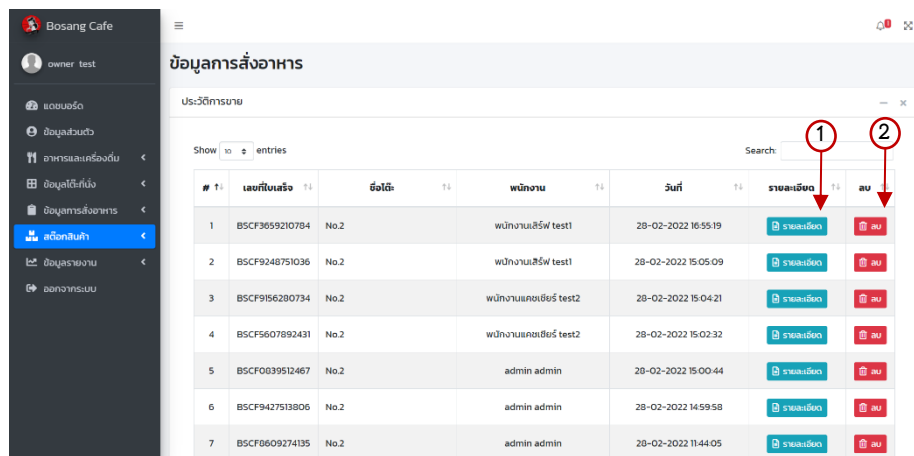 Bosang Cafe
1
owner test
ข้อมูลการสั่งอาหาร
แดชบอร์ด
ข้อมูลส่วนตัว
อาหารและเครื่องดื่ม
ข้อมูลโต๊ะที่นั่ง
ข้อมูลการสั่งอาหาร
สต๊อกสินค้า
ข้อมูลรายงาน
ออกจากระบบ
ประวัติการขาย
1 2
Show 10 entries Search:
# เลขที่ใบเสร็จ ชื่อโต๊ะ พนักงาน วันที่ รายละเอียด ลบ
1 BSCF3659210784 No.2 พนักงานเสิร์ฟ test1 28-02-2022 16:55:19 รายละเอียด ลบ
2 BSCF9248751036 No.2 พนักงานเสิร์ฟ test1 28-02-2022 15:05:09 รายละเอียด ลบ
3 BSCF9156280734 No.2 พนักงานแคชเชียร์ test2 28-02-2022 15:04:21 รายละเอียด ลบ
4 BSCF5607892431 No.2 พนักงานแคชเชียร์ test2 28-02-2022 15:02:32 รายละเอียด ลบ
5 BSCF0839512467 No.2 admin admin 28-02-2022 15:00:44 รายละเอียด ลบ
6 BSCF9427513806 No.2 admin admin 28-02-2022 14:59:58 รายละเอียด ลบ
7 BSCF8609274135 No.2 admin admin 28-02-2022 11:44:05 รายละเอียด ลบ